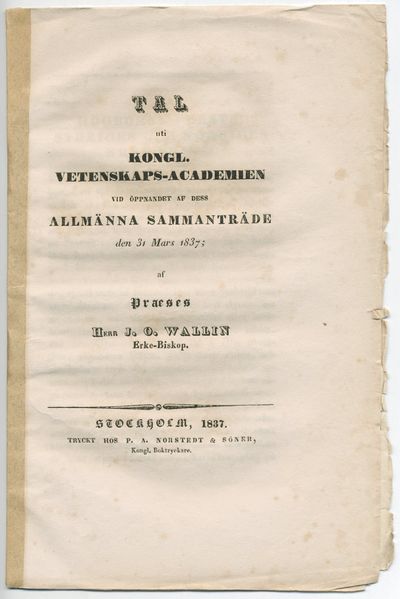 TAL
uti
KONGL.
VETENSKAPS-ACADEMIEN
VID ÖPPNANDET AF DESS
ALLMÄNNA SAMMANTRÄDE
den 31 Mars 1837;
af
Praeses
HERR J. O. WALLIN
Erke-Biskop.
STOCKHOLM, 1837.
TRYCKT HOS P. A. NORSTEDT & SÖNER,
Kongl. Boktryckare.